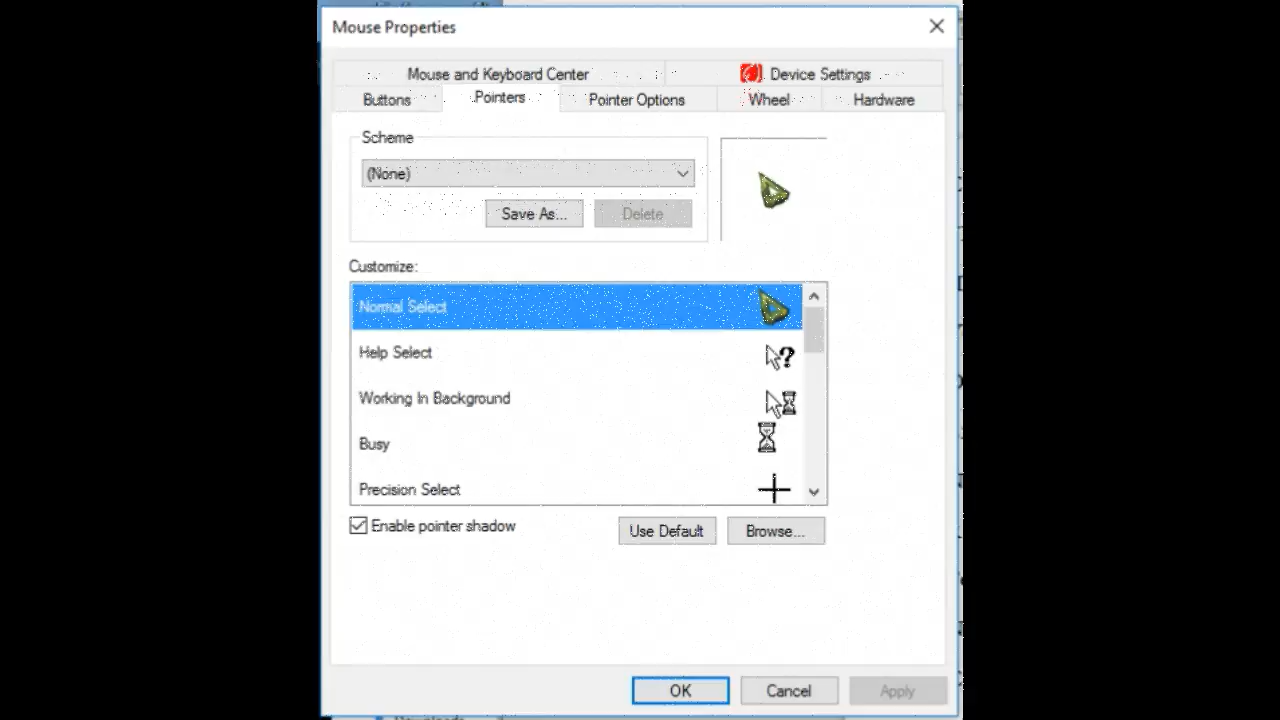 Mouse Properties
Mouse and Keyboard Center
Device Settings
Buttons
Pointers
Pointer Options
Wheel
Hardware
Scheme
(None)
Save As...
Delete
Customize:
Normal Select
Help Select
Working In Background
Busy
Precision Select
Enable pointer shadow
Use Default
Browse...
OK
Cancel
Apply